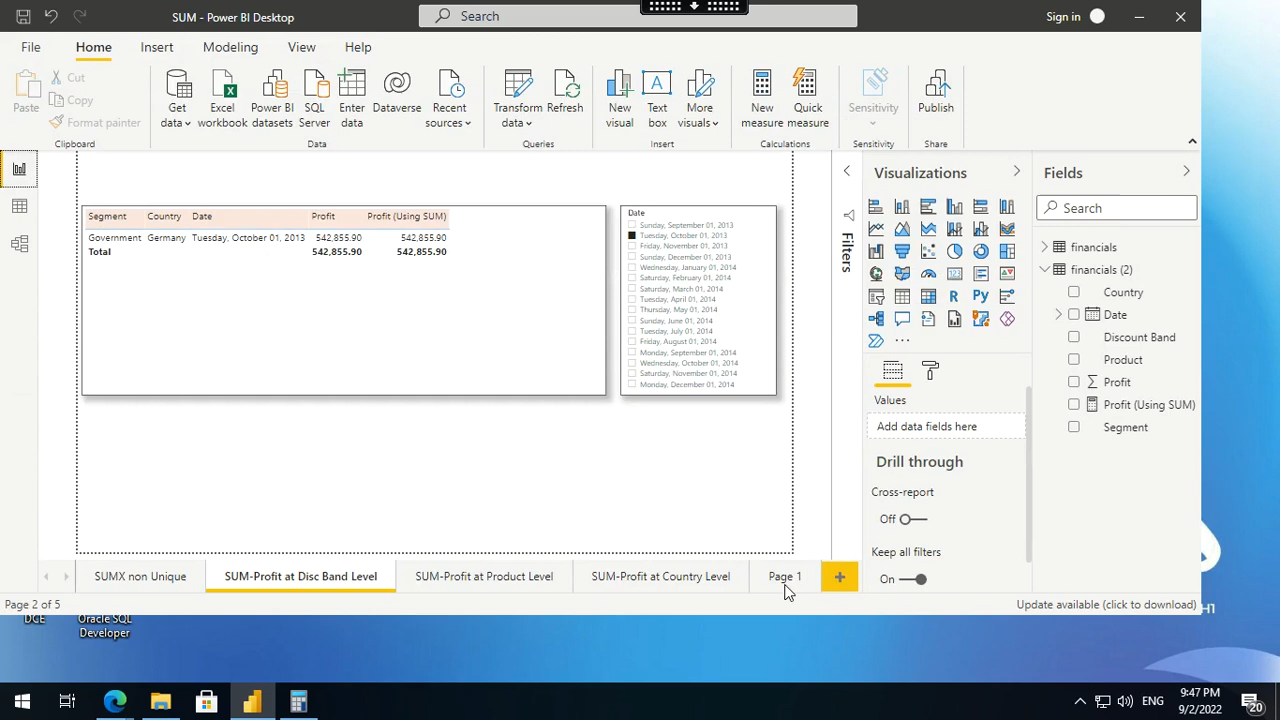 SUM - Power BI Desktop
Search
Sign in
File Home Insert Modeling View Help
Paste
Cut
Copy
Format painter
Clipboard
Get data
Excel workbook
Power BI datasets
SQL Server
Enter data
Dataverse
Recent sources
Data
Transform data
Refresh
Queries
New visual
Text box
More visuals
Insert
New measure
Quick measure
Calculations
Sensitivity
Sensitivity
Publish
Share
Segment Country Date Profit Profit (Using SUM)
Government Germany Tuesday, October 01, 2013 542,855.90 542,855.90
Total 542,855.90 542,855.90
Date
Sunday, September 01, 2013
Tuesday, October 01, 2013
Friday, November 01, 2013
Sunday, December 01, 2013
Wednesday, January 01, 2014
Saturday, February 01, 2014
Saturday, March 01, 2014
Tuesday, April 01, 2014
Thursday, May 01, 2014
Sunday, June 01, 2014
Tuesday, July 01, 2014
Friday, August 01, 2014
Monday, September 01, 2014
Wednesday, October 01, 2014
Saturday, November 01, 2014
Monday, December 01, 2014
Filters
Visualizations
Values
Add data fields here
Drill through
Cross-report
Off
Keep all filters
On
Fields
Search
financials
financials (2)
Country
Date
Discount Band
Product
Profit
Profit (Using SUM)
Segment
SUMX non Unique SUM-Profit at Disc Band Level SUM-Profit at Product Level SUM-Profit at Country Level Page 1
Page 2 of 5
Update available (click to download)
H1
DCE
Oracle SQL
Developer
ENG
9:47 PM
9/2/2022
20